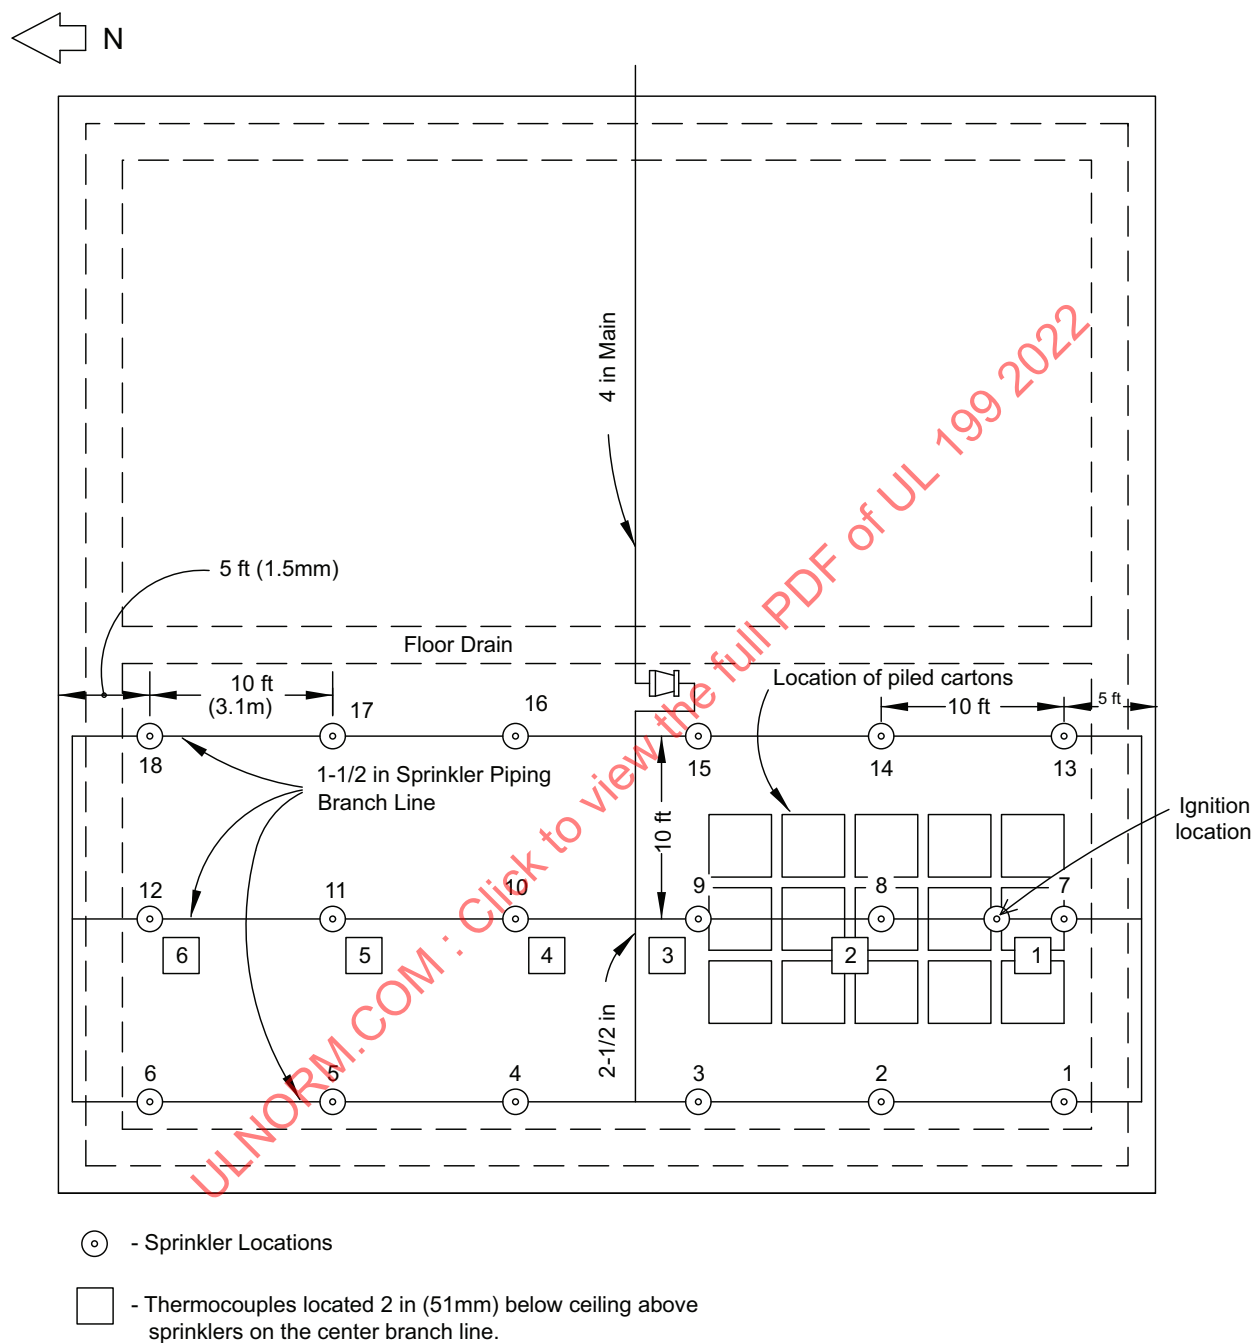 N
4 in Main
5 ft (1.5mm)
Floor Drain
10 ft
(3.1m)
17
16
Location of piled cartons
10 ft
5 ft
18
15
14
13
1-1/2 in Sprinkler Piping
Branch Line
10 ft
Ignition
location
12
11
10
9
8
7
6
5
4
3
2
1
2-1/2 in
6
5
4
3
2
1
- Sprinkler Locations
- Thermocouples located 2 in (51mm) below ceiling above
sprinklers on the center branch line.
ULNORM.COM : Click to view the full PDF of UL 199 2022